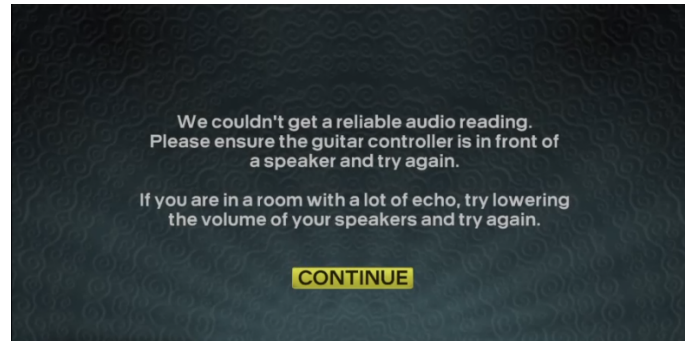 We couldn't get a reliable audio reading.
Please ensure the guitar controller is in front of
a speaker and try again.
If you are in a room with a lot of echo, try lowering
the volume of your speakers and try again.
CONTINUE